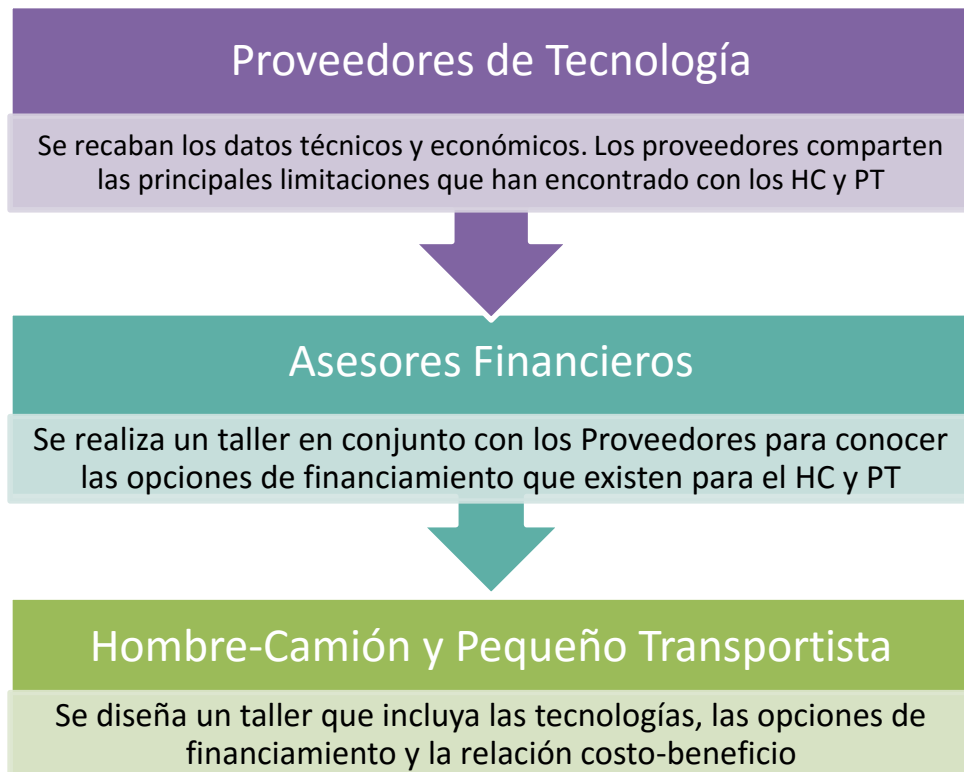 Proveedores de Tecnología
Se recaban los datos técnicos y económicos. Los proveedores comparten
las principales limitaciones que han encontrado con los HC y PT
Asesores Financieros
Se realiza un taller en conjunto con los Proveedores para conocer
las opciones de financiamiento que existen para el HC y PT
Hombre-Camión y Pequeño Transportista
Se diseña un taller que incluya las tecnologías, las opciones de
financiamiento y la relación costo-beneficio